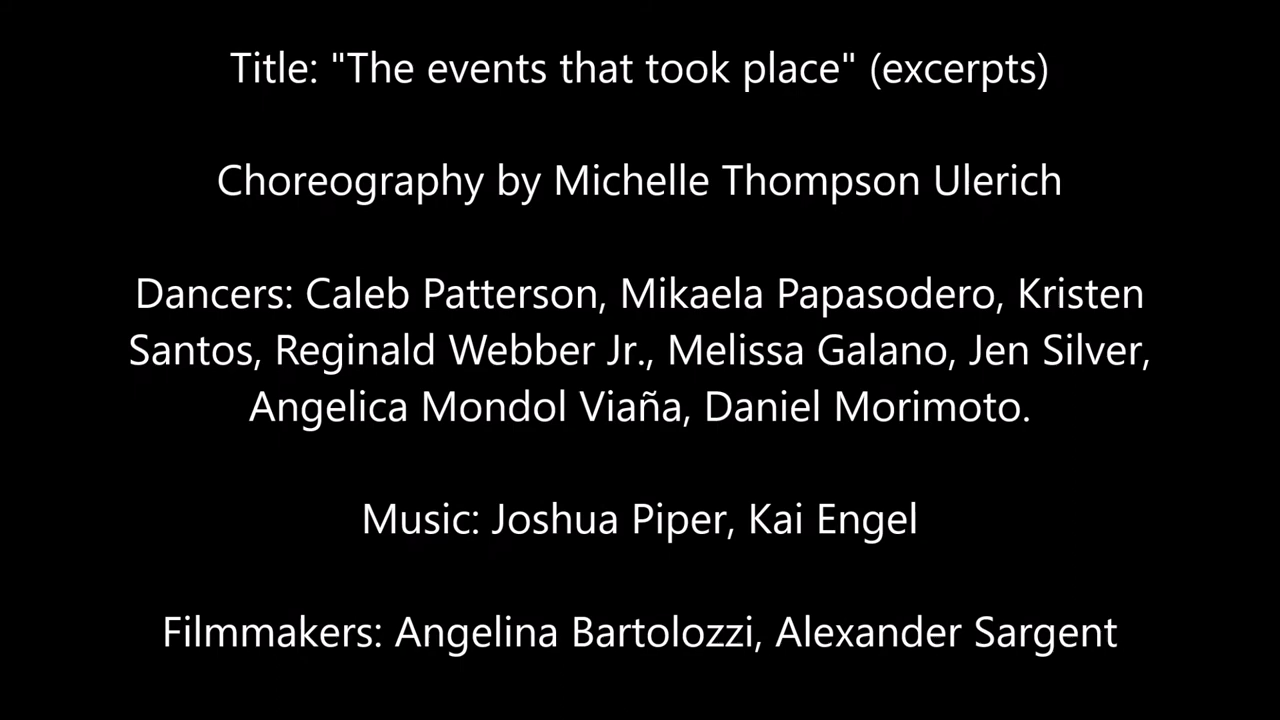 Title: "The events that took place" (excerpts)
Choreography by Michelle Thompson Ulerich
Dancers: Caleb Patterson, Mikaela Papasodero, Kristen
Santos, Reginald Webber Jr., Melissa Galano, Jen Silver,
Angelica Mondol Viaña, Daniel Morimoto.
Music: Joshua Piper, Kai Engel
Filmmakers: Angelina Bartolozzi, Alexander Sargent